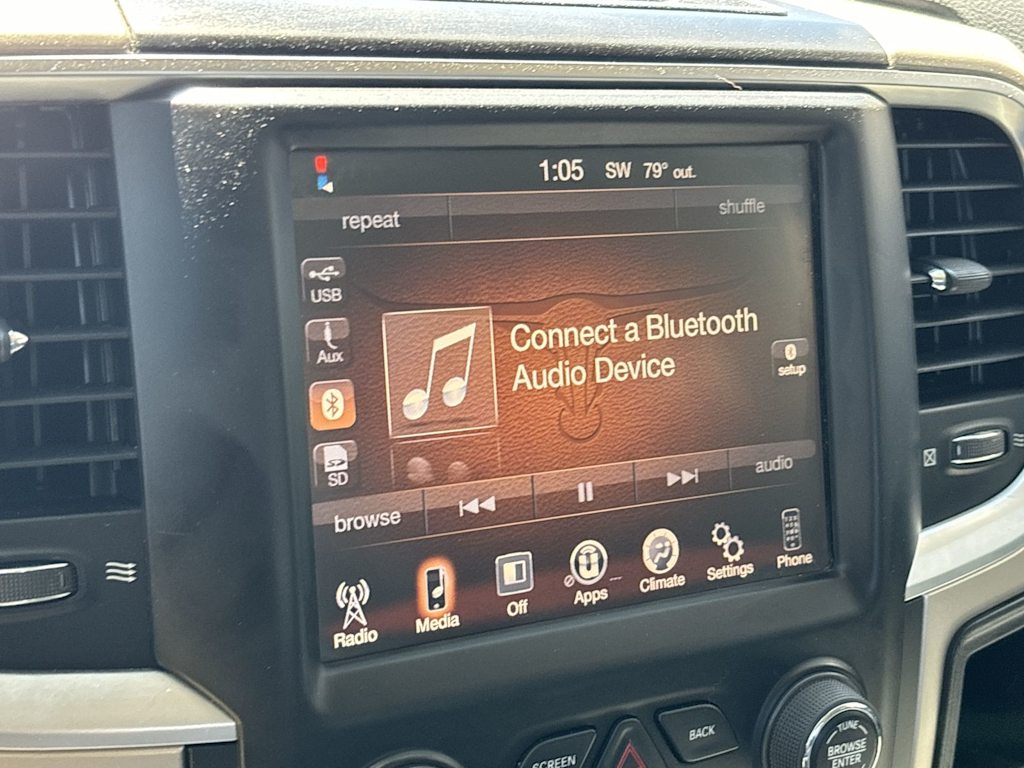 1:05 SW 79° out.
repeat shuffle
USB
Aux
SD
Connect a Bluetooth
Audio Device
setup
browse audio
Radio Media Off Apps Climate Settings Phone
SCREEN BACK
TUNE
BROWSE
ENTER